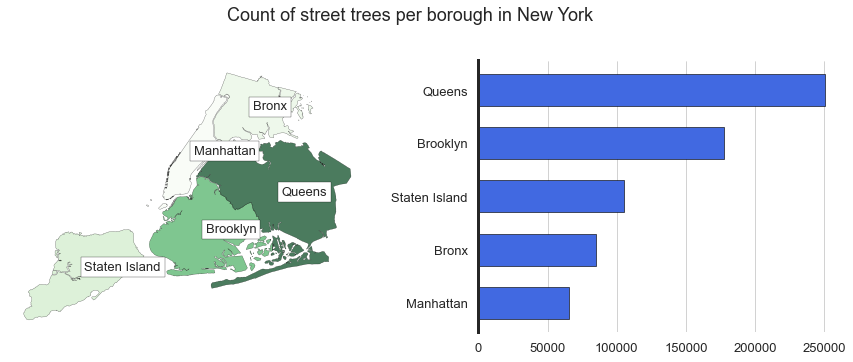 Count of street trees per borough in New York
Bronx
Manhattan
Queens
Brooklyn
Staten Island
Queens
Brooklyn
Staten Island
Bronx
Manhattan
0 50000 100000 150000 200000 250000